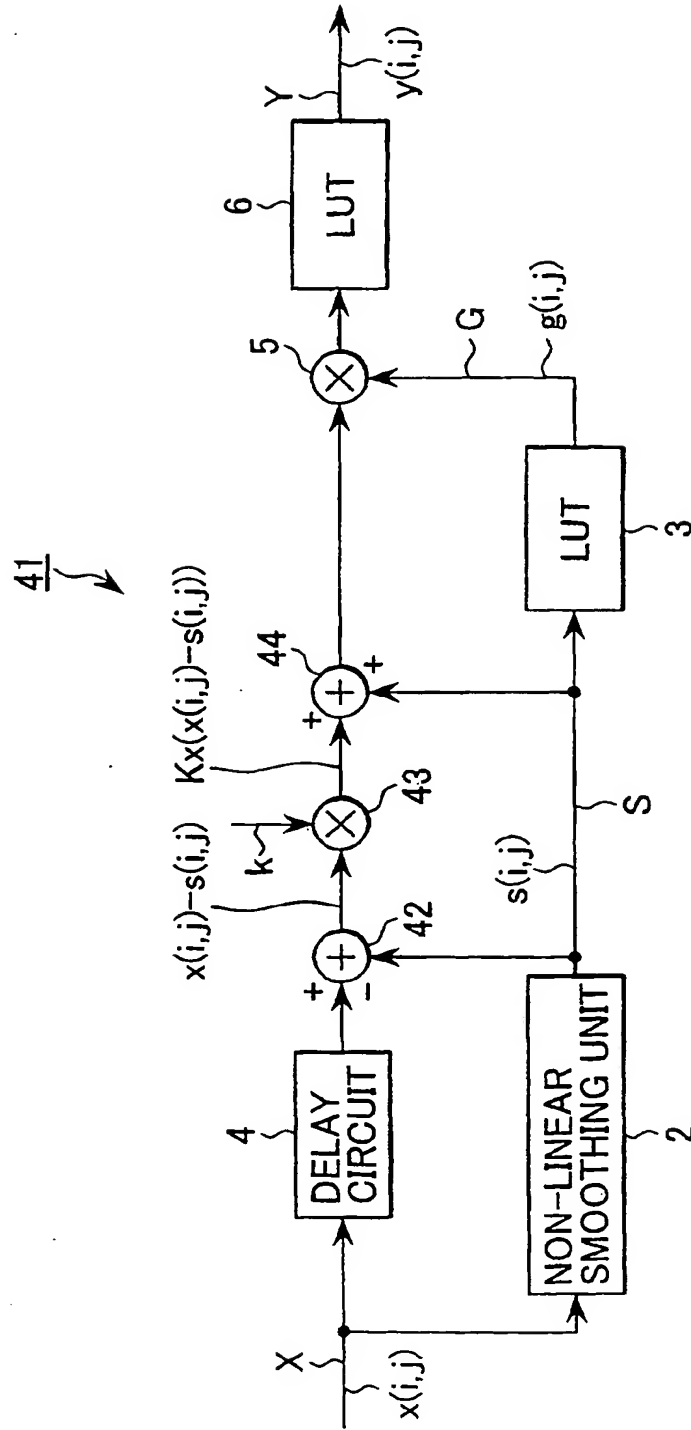 41
X
x(i,j)
4
DELAY
CIRCUIT
+
-
+
42
x(i,j)-s(i,j)
k
×
43
Kx(x(i,j)-s(i,j))
44
+
+
+
5
×
6
LUT
Y
y(i,j)
NON-LINEAR
SMOOTHING UNIT
2
s(i,j)
S
LUT
3
G
g(i,j)